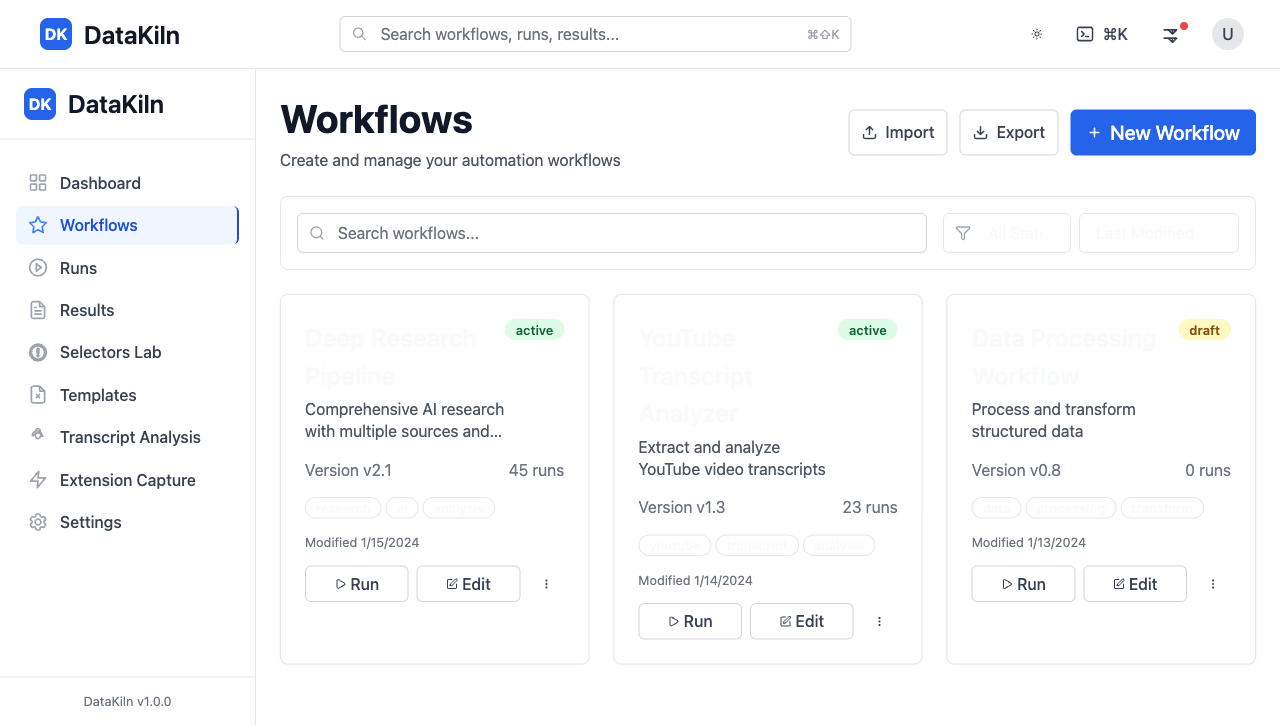 DK DataKiln
Search workflows, runs, results... ⌘⇧K
⌘K
U
DK DataKiln
Dashboard
Workflows
Runs
Results
Selectors Lab
Templates
Transcript Analysis
Extension Capture
Settings
DataKiln v1.0.0
Workflows
Create and manage your automation workflows
Import
Export
+ New Workflow
Search workflows...
All Stat
Last Modified
Deep Research
Pipeline
active
Comprehensive AI research
with multiple sources and...
Version v2.1 45 runs
research ai analysis
Modified 1/15/2024
Run Edit
YouTube
Transcript
Analyzer
active
Extract and analyze
YouTube video transcripts
Version v1.3 23 runs
youtube transcript analysis
Modified 1/14/2024
Run Edit
Data Processing
Workflow
draft
Process and transform
structured data
Version v0.8 0 runs
data processing transform
Modified 1/13/2024
Run Edit